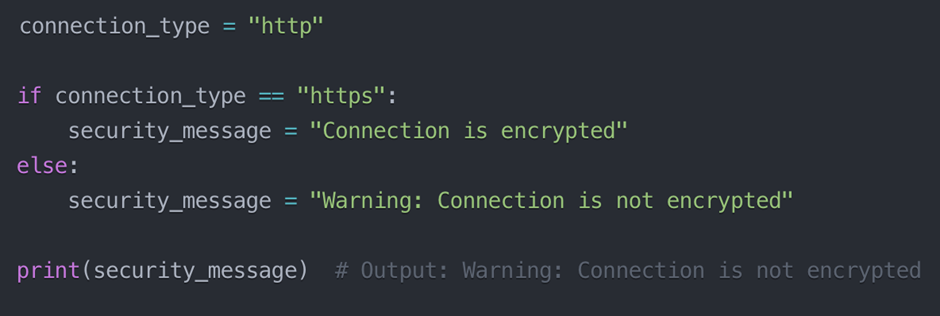 connection_type = "http"
if connection_type == "https":
    security_message = "Connection is encrypted"
else:
    security_message = "Warning: Connection is not encrypted"
print(security_message)  # Output: Warning: Connection is not encrypted